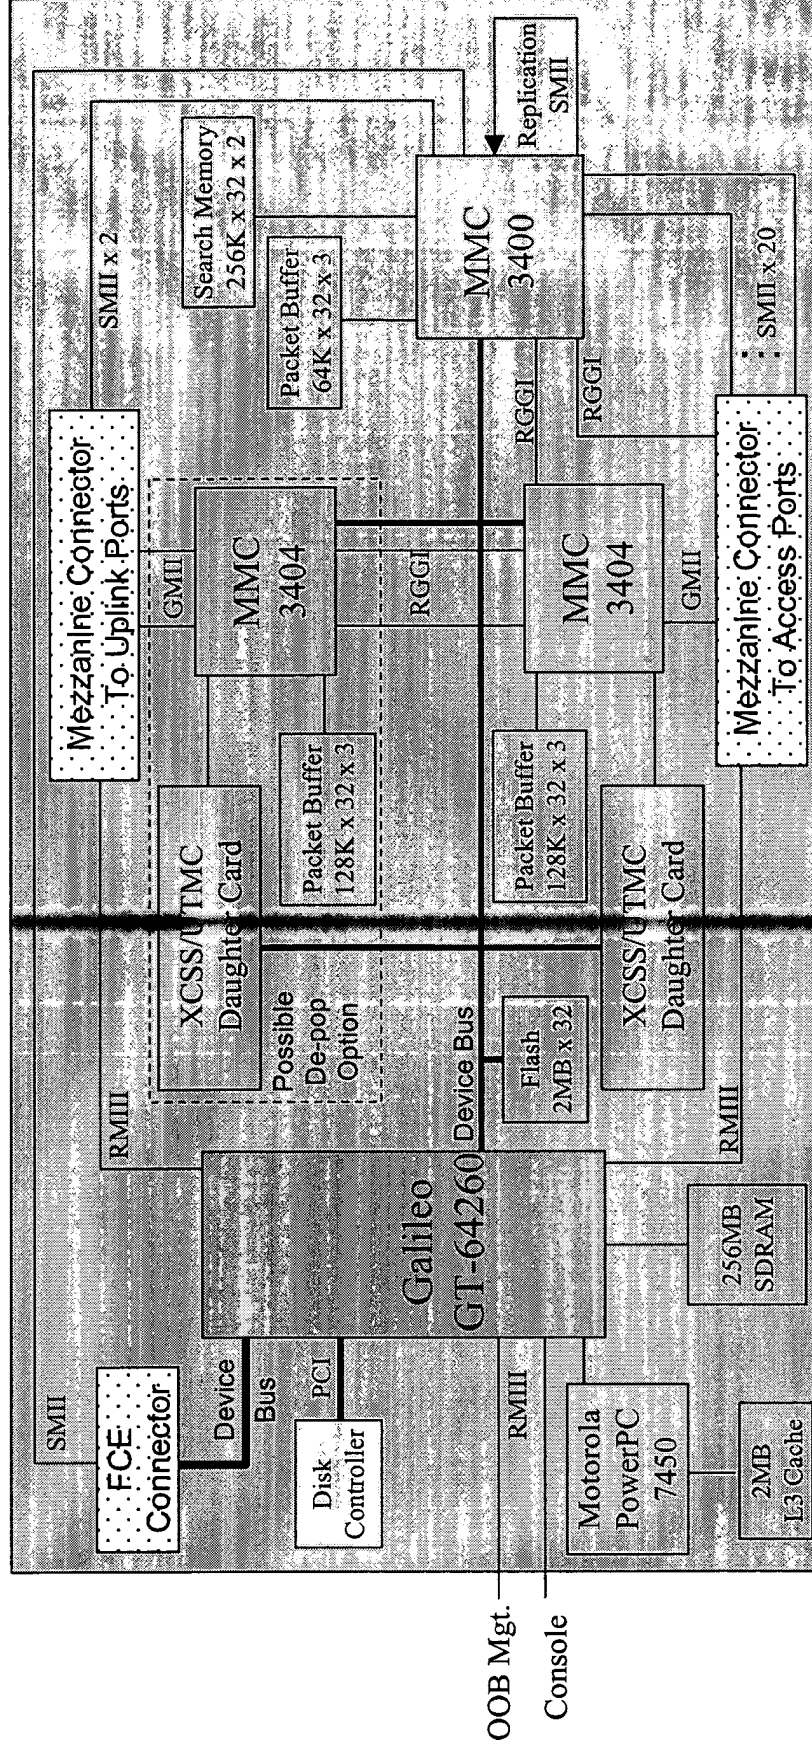 OOB Mgt.
Console
SMII
FCE
Connector
Device
Bus
PCI
Disk
Controller
RMIII
Motorola
PowerPC
7450
2MB
L3 Cache
Galileo
GT-64260
RMIII
256MB
SDRAM
RMIII
Device Bus
Flash
2MB x 32
Possible
De-pop
Option
XCSS/UTMC
Daughter Card
Packet Buffer
128K x 32 x 3
Packet Buffer
128K x 32 x 3
XCSS/UTMC
Daughter Card
Mezzanine Connector
To Uplink Ports
GMII
MMC
3404
RGGI
MMC
3404
GMII
Mezzanine Connector
To Access Ports
SMII x 2
Search Memory
256K x 32 x 2
Packet Buffer
64K x 32 x 3
RGGI
RGGI
MMC
3400
Replication
SMII
SMII x 20